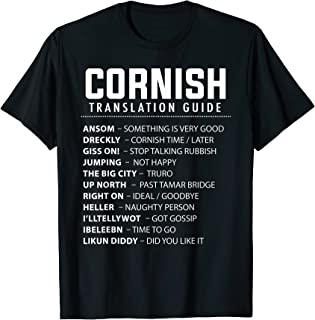 CORNISH
TRANSLATION GUIDE
ANSOM – SOMETHING IS VERY GOOD
DRECKLY – CORNISH TIME / LATER
GISS ON! – STOP TALKING RUBBISH
JUMPING – NOT HAPPY
THE BIG CITY – TRURO
UP NORTH – PAST TAMAR BRIDGE
RIGHT ON – IDEAL / GOODBYE
HELLER – NAUGHTY PERSON
I'LLTELLYWOT – GOT GOSSIP
IBELEEBN – TIME TO GO
LIKUN DIDDY – DID YOU LIKE IT